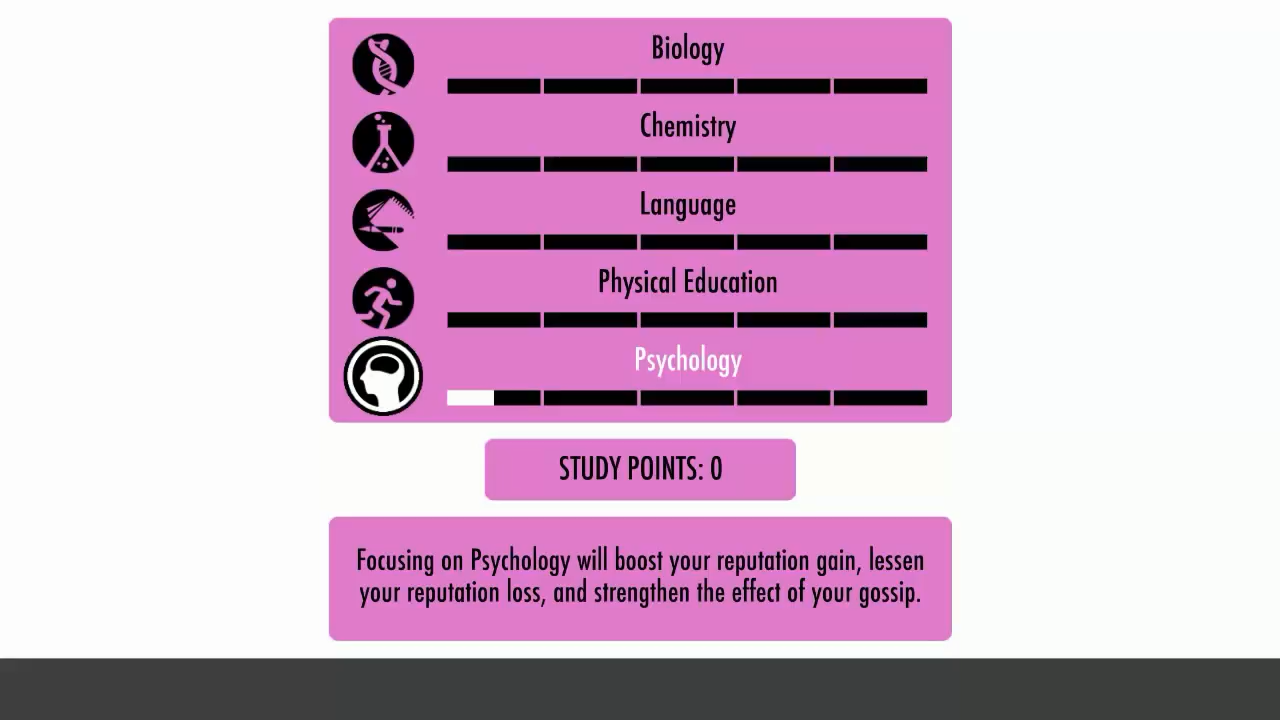 Biology
Chemistry
Language
Physical Education
Psychology
STUDY POINTS: 0
Focusing on Psychology will boost your reputation gain, lessen
your reputation loss, and strengthen the effect of your gossip.